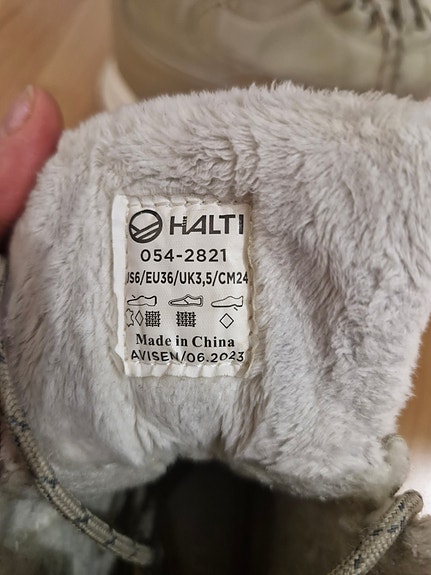 HALTI
054-2821
US6/EU36/UK3,5/CM24
Made in China
AVISEN/06.2023